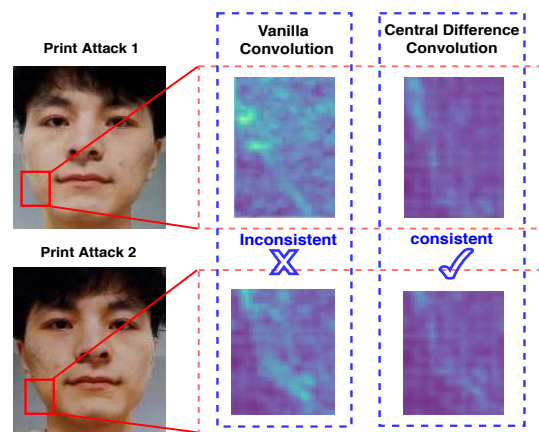 Vanilla
Convolution
Central Difference
Convolution
Print Attack 1
Inconsistent
consistent
Print Attack 2